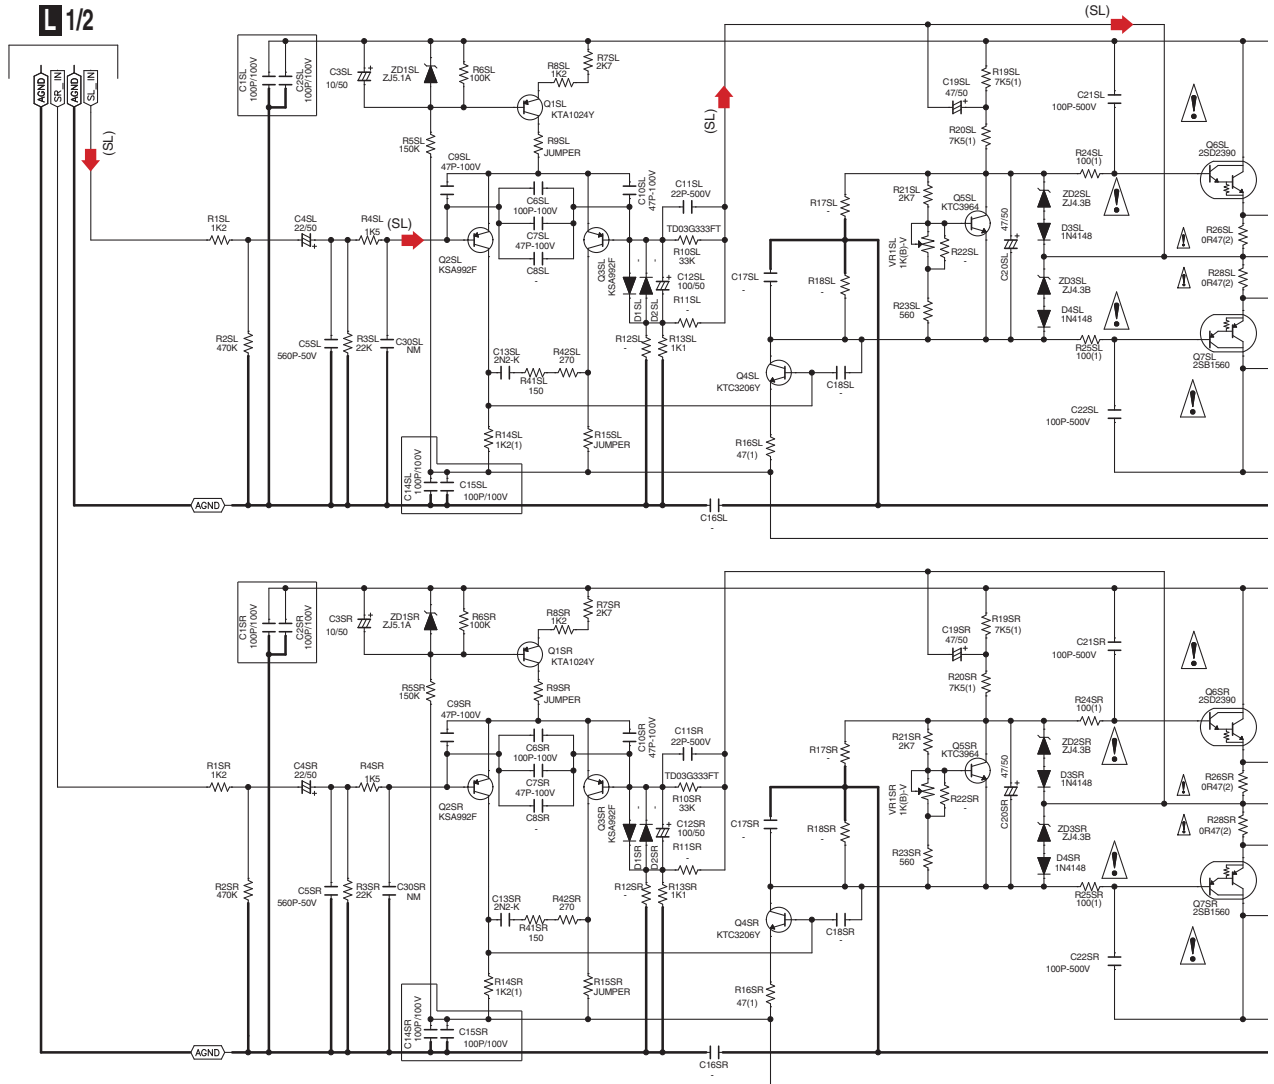 L 1/2
AGND
SR_IN
AGND
SL_IN
(SL)
(SL)
(SL)
(SL)
C1SL
100P/100V
C2SL
100P/100V
C3SL
10/50
ZD1SL
ZJ5.1A
R6SL
100K
R8SL
1K2
R7SL
2K7
Q1SL
KTA1024Y
R5SL
150K
R9SL
JUMPER
C9SL
47P-100V
C6SL
100P-100V
C7SL
47P-100V
C8SL
-
C10SL
47P-100V
C11SL
22P-500V
R1SL
1K2
C4SL
22/50
R4SL
1K5
Q2SL
KSA992F
Q3SL
KSA992F
TD03G333FT
R10SL
33K
-
-
D1SL
D2SL
C12SL
100/50
R11SL
-
R2SL
470K
C5SL
560P-50V
R3SL
22K
C30SL
NM
C13SL
2N2-K
R42SL
270
R41SL
150
R12SL
-
R13SL
1K1
R14SL
1K2(1)
R15SL
JUMPER
C14SL
100P/100V
C15SL
100P/100V
AGND
C16SL
-
C19SL
47/50
R19SL
7K5(1)
R20SL
7K5(1)
R17SL
-
R21SL
2K7
Q5SL
KTC3964
VR1SL
1K(B)-V
R22SL
-
C17SL
-
R18SL
-
R23SL
560
47/50
C20SL
Q4SL
KTC3206Y
C18SL
-
R16SL
47(1)
C21SL
100P-500V
R24SL
100(1)
ZD2SL
ZJ4.3B
D3SL
1N4148
ZD3SL
ZJ4.3B
D4SL
1N4148
R25SL
100(1)
C22SL
100P-500V
Q6SL
2SD2390
R26SL
0R47(2)
R28SL
0R47(2)
Q7SL
2SB1560
!
!
!
!
!
!
C1SR
100P/100V
C2SR
100P/100V
C3SR
10/50
ZD1SR
ZJ5.1A
R6SR
100K
R8SR
1K2
R7SR
2K7
Q1SR
KTA1024Y
R5SR
150K
R9SR
JUMPER
C9SR
47P-100V
C6SR
100P-100V
C7SR
47P-100V
C8SR
-
C10SR
47P-100V
C11SR
22P-500V
R1SR
1K2
C4SR
22/50
R4SR
1K5
Q2SR
KSA992F
Q3SR
KSA992F
TD03G333FT
R10SR
33K
-
-
D1SR
D2SR
C12SR
100/50
R11SR
-
R2SR
470K
C5SR
560P-50V
R3SR
22K
C30SR
NM
C13SR
2N2-K
R42SR
270
R41SR
150
R12SR
-
R13SR
1K1
R14SR
1K2(1)
R15SR
JUMPER
C14SR
100P/100V
C15SR
100P/100V
AGND
C16SR
-
C19SR
47/50
R19SR
7K5(1)
R20SR
7K5(1)
R17SR
-
R21SR
2K7
Q5SR
KTC3964
VR1SR
1K(B)-V
R22SR
-
C17SR
-
R18SR
-
R23SR
560
47/50
C20SR
Q4SR
KTC3206Y
C18SR
-
R16SR
47(1)
C21SR
100P-500V
R24SR
100(1)
ZD2SR
ZJ4.3B
D3SR
1N4148
ZD3SR
ZJ4.3B
D4SR
1N4148
R25SR
100(1)
C22SR
100P-500V
Q6SR
2SD2390
R26SR
0R47(2)
R28SR
0R47(2)
Q7SR
2SB1560
!
!
!
!
!
!